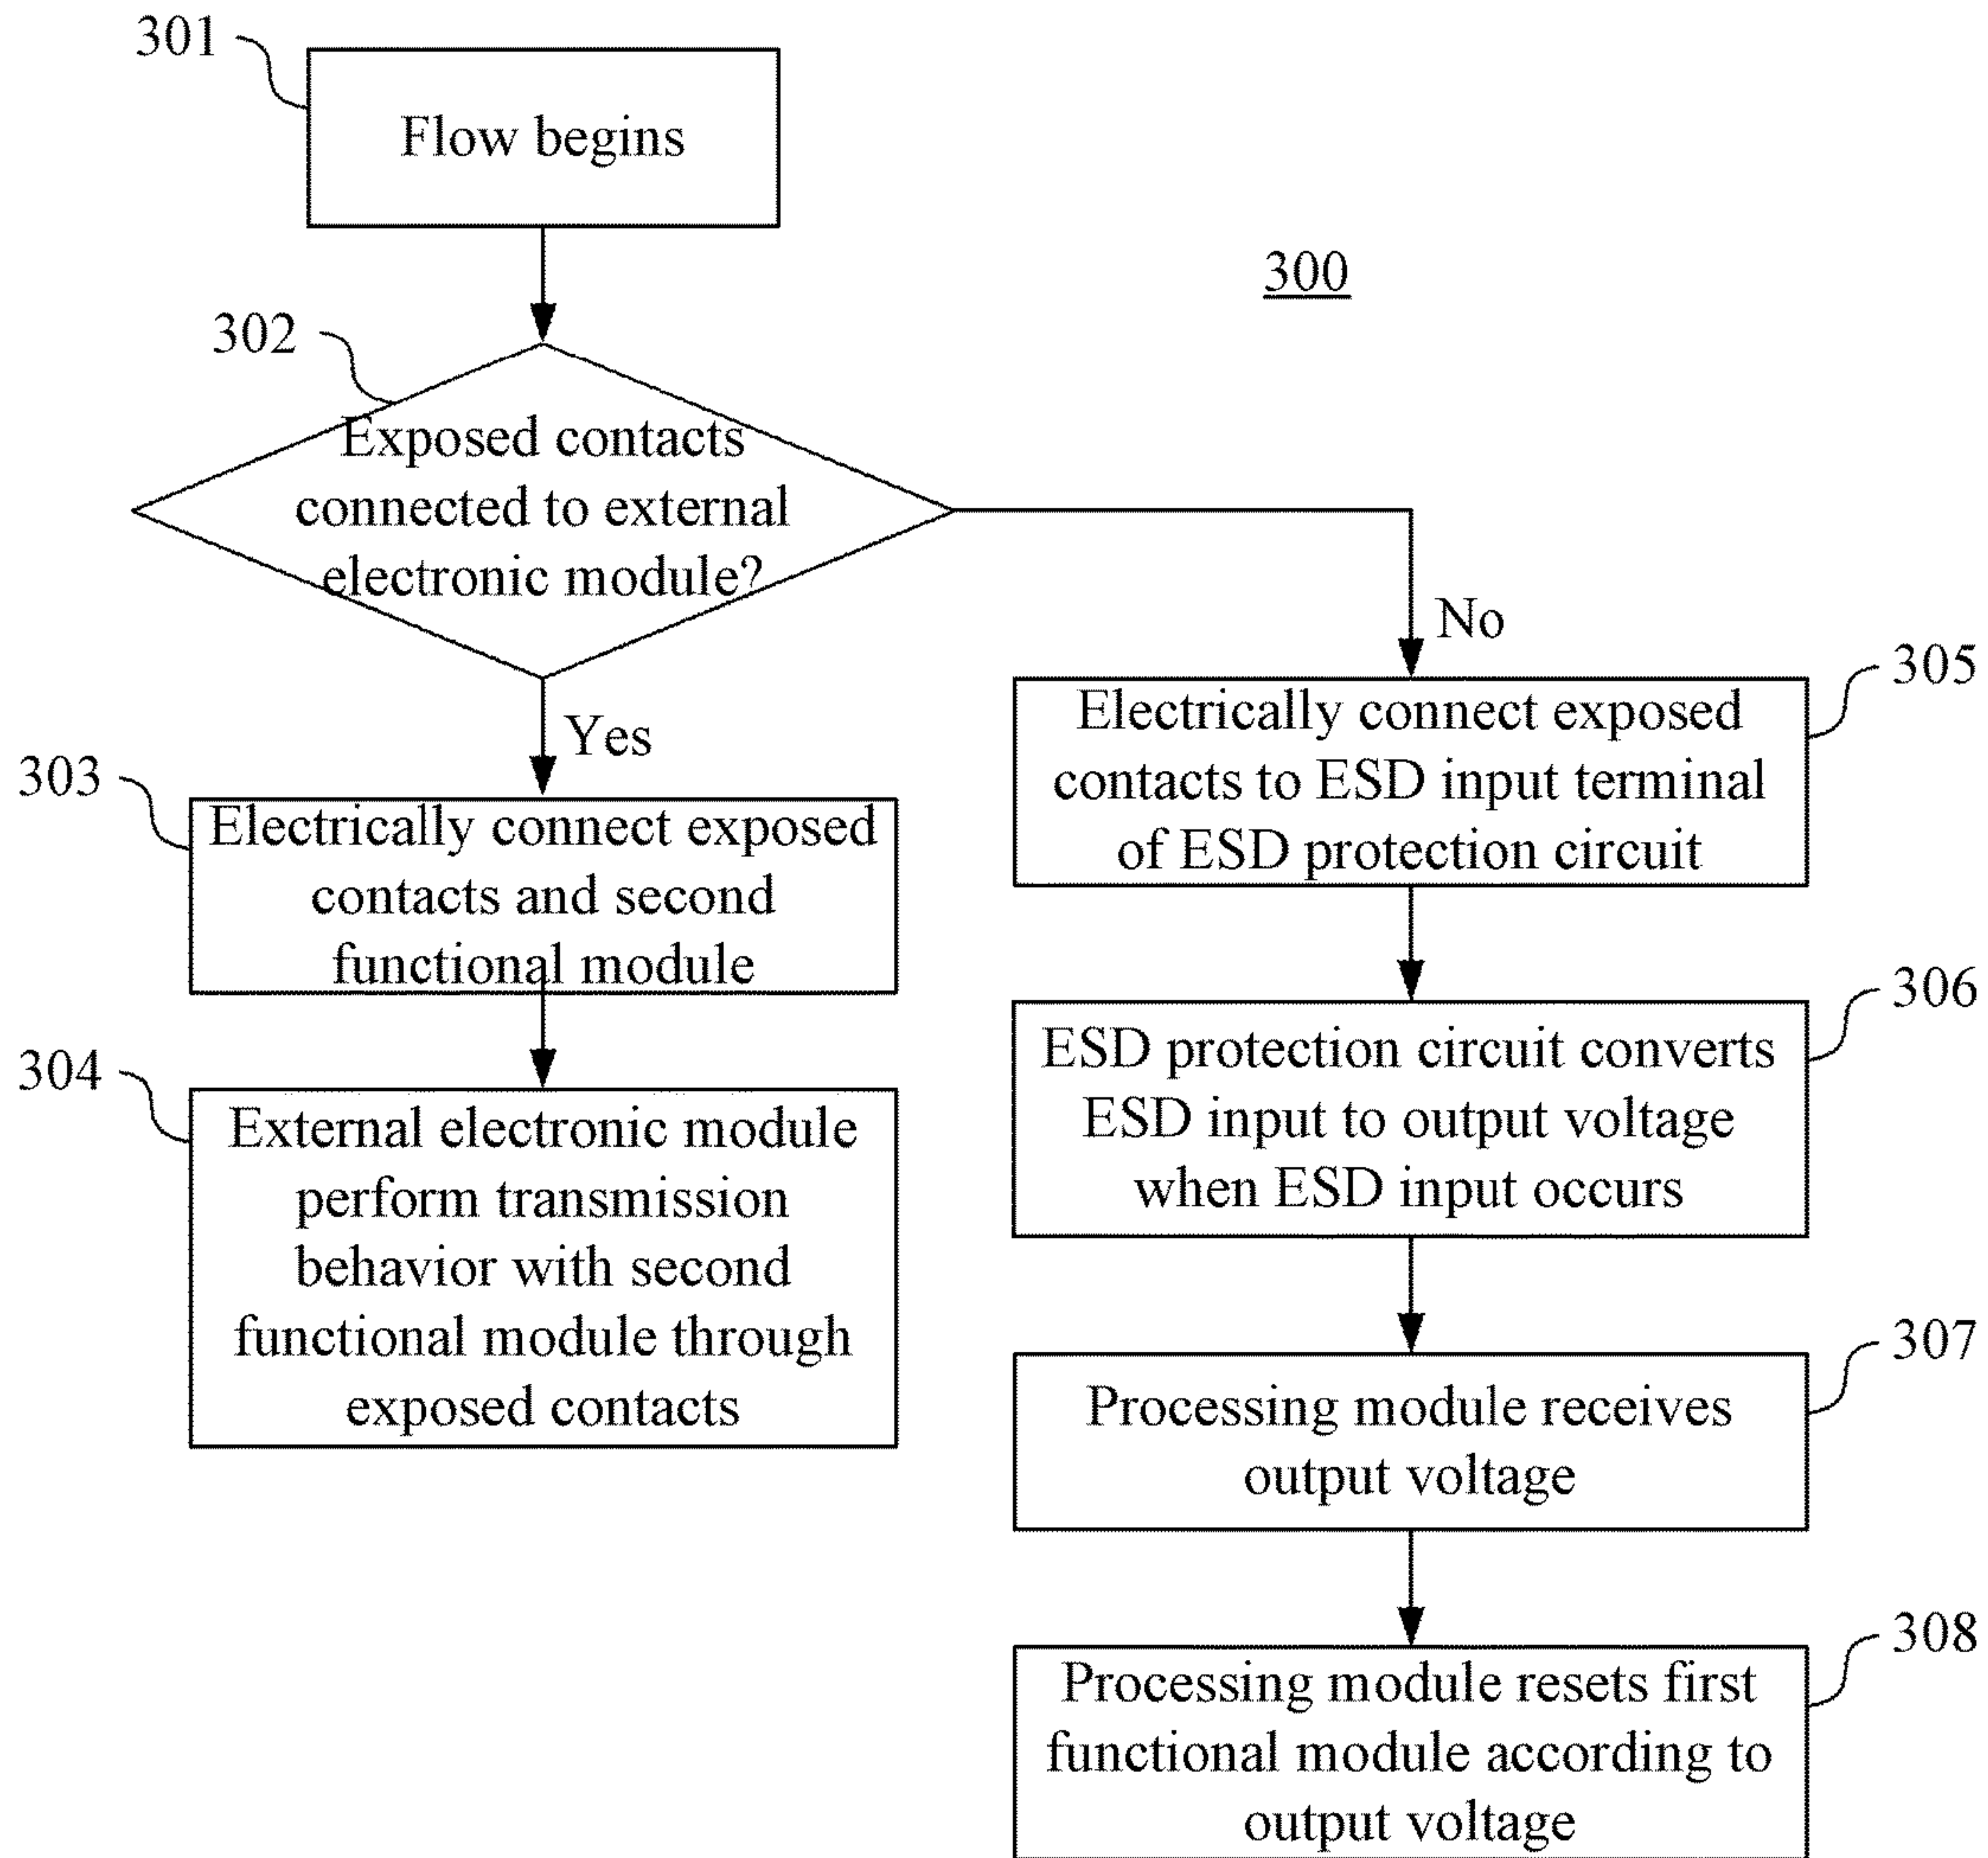 301
Flow begins
300
302
Exposed contacts
connected to external
electronic module?
No
Yes
303
Electrically connect exposed
contacts and second
functional module
304
External electronic module
perform transmission
behavior with second
functional module through
exposed contacts
305
Electrically connect exposed
contacts to ESD input terminal
of ESD protection circuit
306
ESD protection circuit converts
ESD input to output voltage
when ESD input occurs
307
Processing module receives
output voltage
308
Processing module resets first
functional module according to
output voltage